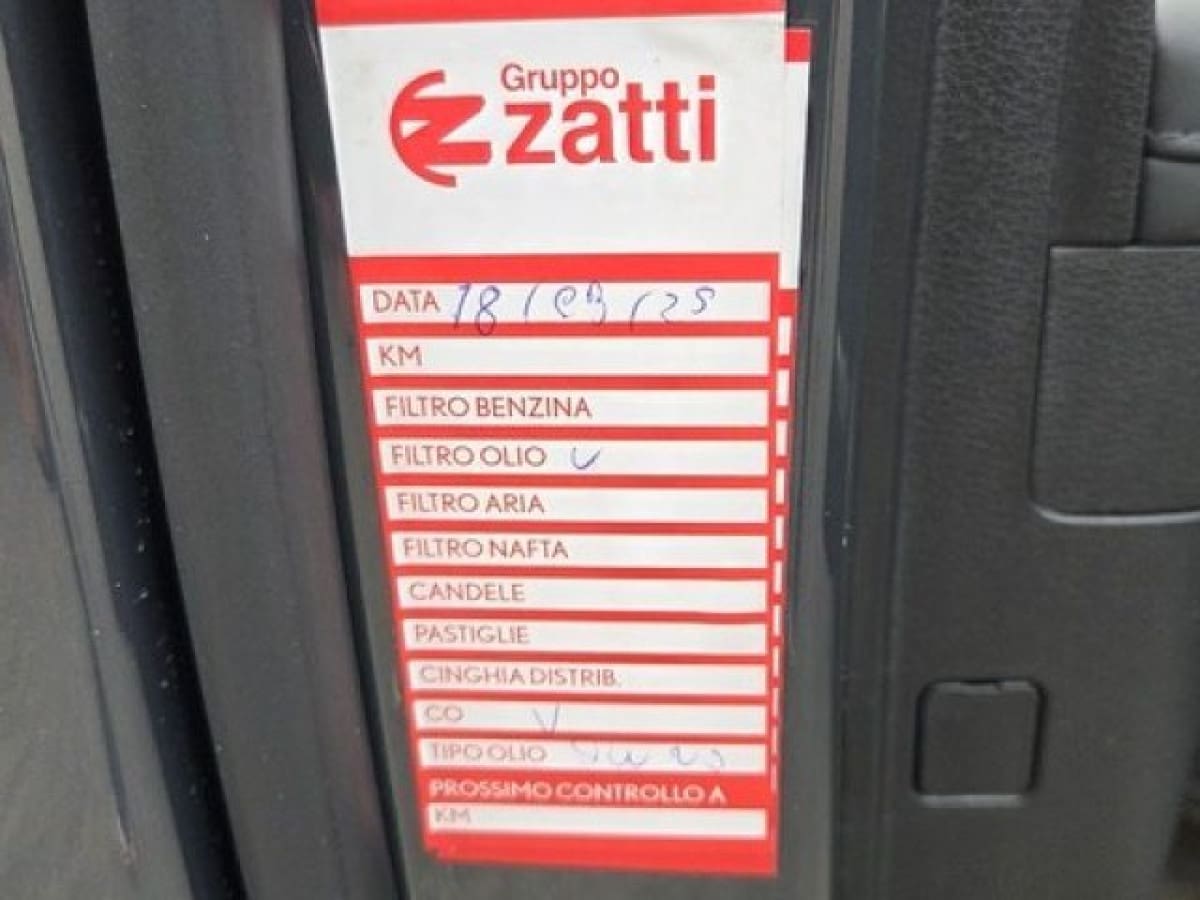 Gruppo
zatti
DATA 18/03/25
KM
FILTRO BENZINA
FILTRO OLIO V
FILTRO ARIA
FILTRO NAFTA
CANDELE
PASTIGLIE
CINGHIA DISTRIB.
CO V
TIPO OLIO
PROSSIMO CONTROLLO A
KM